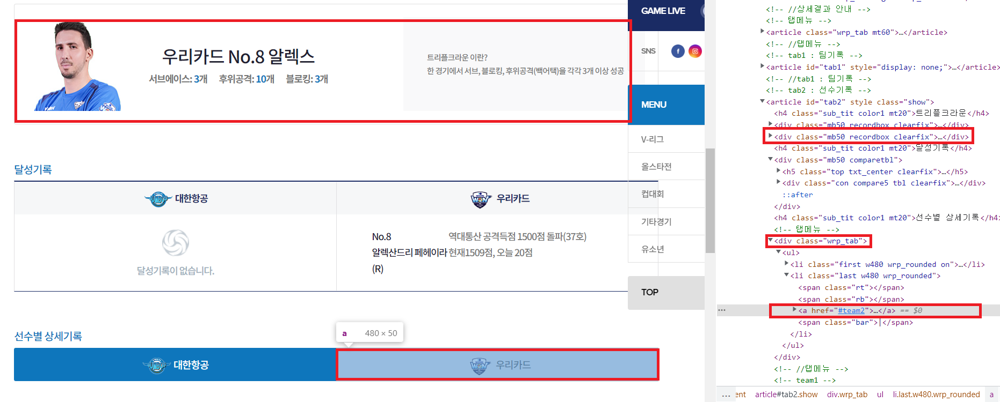 우리카드 No.8 알렉스
서브에이스: 3개 후위공격: 10개 블로킹: 3개
트리플크라운 이란?
한 경기에서 서브, 블로킹, 후위공격(백어택)을 각각 3개 이상 성공
달성기록
대한항공
우리카드
달성기록이 없습니다.
No.8
알렉산드리 페헤이라
(R)
역대통산 공격득점 1500점 돌파(37호)
현재1509점, 오늘 20점
선수별 상세기록
a 480 × 50
대한항공
우리카드
GAME LIVE
SNS
MENU
V-리그
올스타전
컵대회
기타경기
유소년
TOP
<!-- //상세결과 안내 -->
<!-- 탭메뉴 -->
<article class="wrp_tab mt60">…</article>
<!-- //탭메뉴 -->
<!-- tab1 : 팀기록 -->
<article id="tab1" style="display: none;">…</article>
<!-- //tab1 : 팀기록 -->
<!-- tab2 : 선수기록 -->
<article id="tab2" style class="show">
<h4 class="sub_tit color1 mt20">트리플크라운</h4>
<div class="mb50 recordbox clearfix">…</div>
<div class="mb50 recordbox clearfix">…</div>
<h4 class="sub_tit color1 mt20">달성기록</h4>
<div class="mb50 comparetbl">
<h5 class="top txt_center clearfix">…</h5>
<div class="con compare5 tbl clearfix">…</div>
::after
</div>
<h4 class="sub_tit color1 mt20">선수별 상세기록</h4>
<!-- 탭메뉴 -->
<div class="wrp_tab">
<ul>
<li class="first w480 wrp_rounded on">…</li>
<li class="last w480 wrp_rounded">
<span class="rt"></span>
<span class="rb"></span>
<a href="#team2">…</a> == $0
<span class="bar">|</span>
</li>
</ul>
</div>
<!-- //탭메뉴 -->
<!-- team1 -->
… ent article#tab2.show div.wrp_tab ul li.last.w480.wrp_rounded a